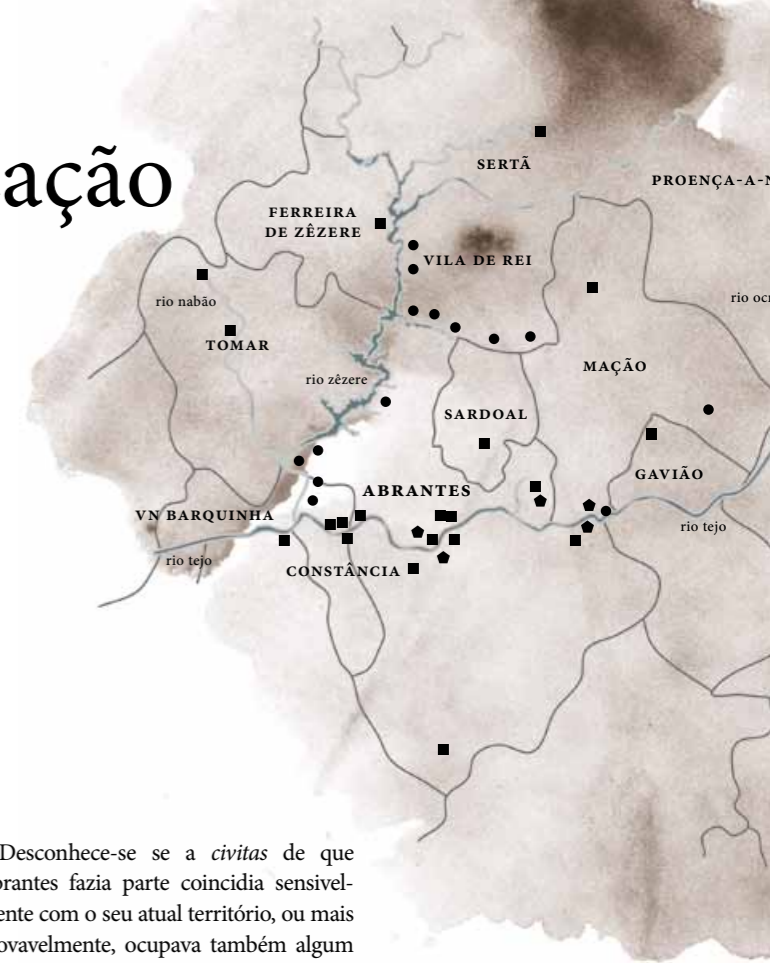 ação
SERTÃ
PROENÇA-A-N
FERREIRA
DE ZÊZERE
VILA DE REI
rio nabão
rio ocr
TOMAR
MAÇÃO
rio zêzere
SARDOAL
GAVIÃO
ABRANTES
VN BARQUINHA
rio tejo
rio tejo
CONSTÂNCIA
Desconhece-se se a civitas de que
brantes fazia parte coincidia sensivel-
ente com o seu atual território, ou mais
ovavelmente, ocupava também algum